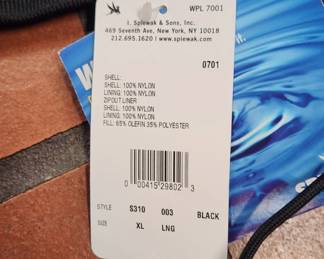 WPL 7001
I. Spiewak & Sons, Inc.
469 Seventh Ave, New York, NY 10018
212.695.1620 | www.spiewak.com
0701
SHELL:
SHELL: 100% NYLON
LINING: 100% NYLON
ZIPOUT LINER
SHELL: 100% NYLON
LINING: 100% NYLON
FILL: 65% OLEFIN 35% POLYESTER
0 00415 29802 3
STYLE S310 003 BLACK
SIZE XL LNG